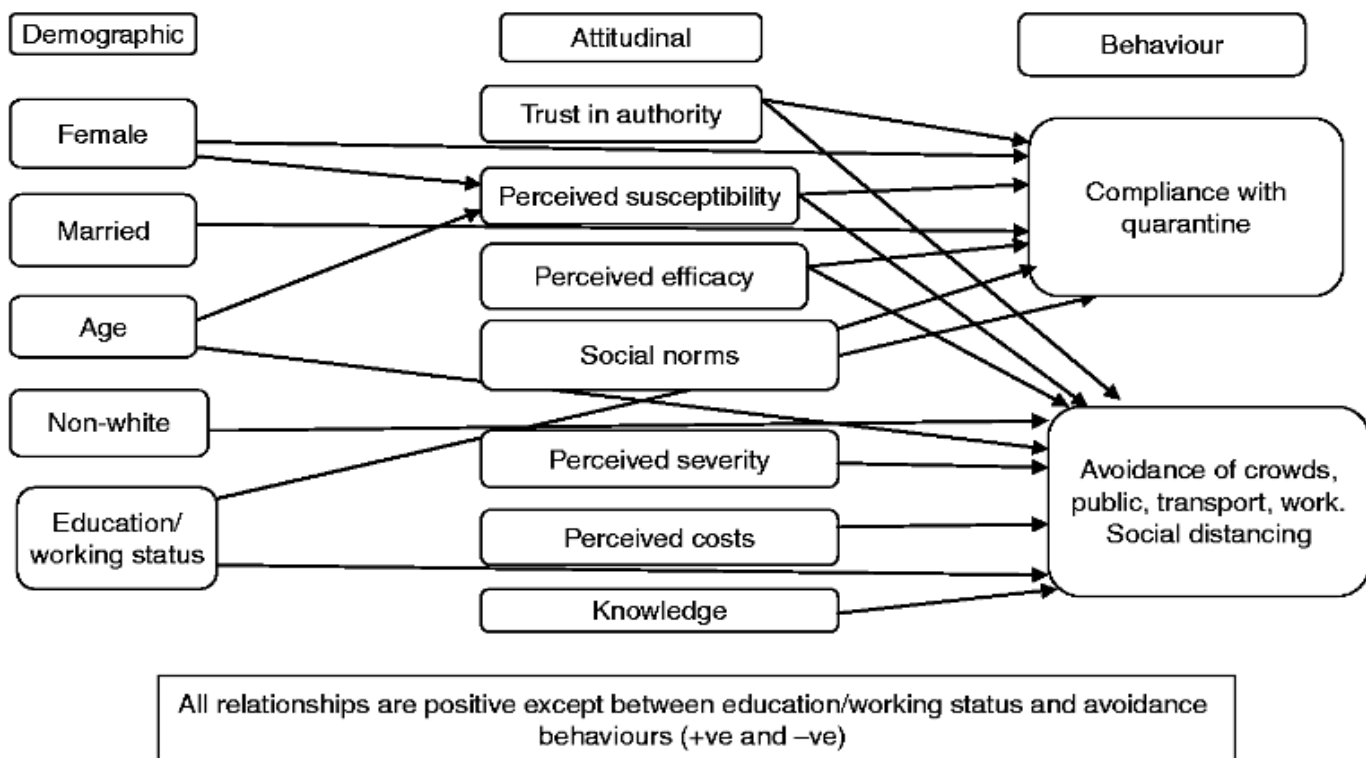 Demographic
Attitudinal
Behaviour
Female
Married
Age
Non-white
Education/
working status
Trust in authority
Perceived susceptibility
Perceived efficacy
Social norms
Perceived severity
Perceived costs
Knowledge
Compliance with
quarantine
Avoidance of crowds,
public, transport, work.
Social distancing
All relationships are positive except between education/working status and avoidance
behaviours (+ve and –ve)